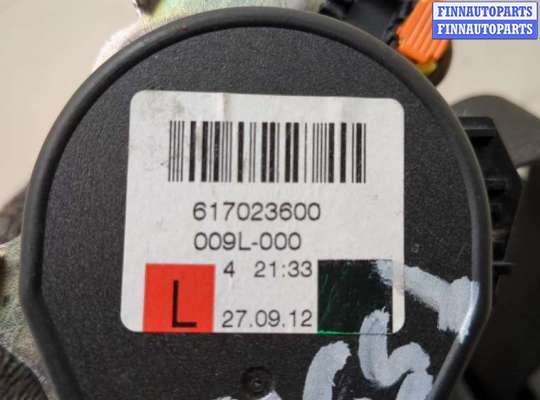 FINNAUTOPARTS
FINNAUTOPARTS
617023600
009L-000
4 21:33
L
27.09.12